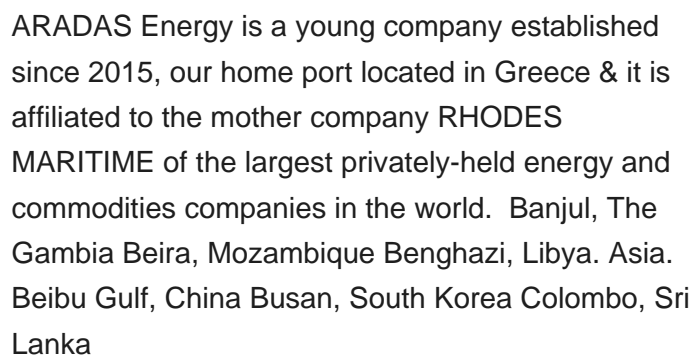 ARADAS Energy is a young company established
since 2015, our home port located in Greece & it is
affiliated to the mother company RHODES
MARITIME of the largest privately-held energy and
commodities companies in the world.  Banjul, The
Gambia Beira, Mozambique Benghazi, Libya. Asia.
Beibu Gulf, China Busan, South Korea Colombo, Sri
Lanka